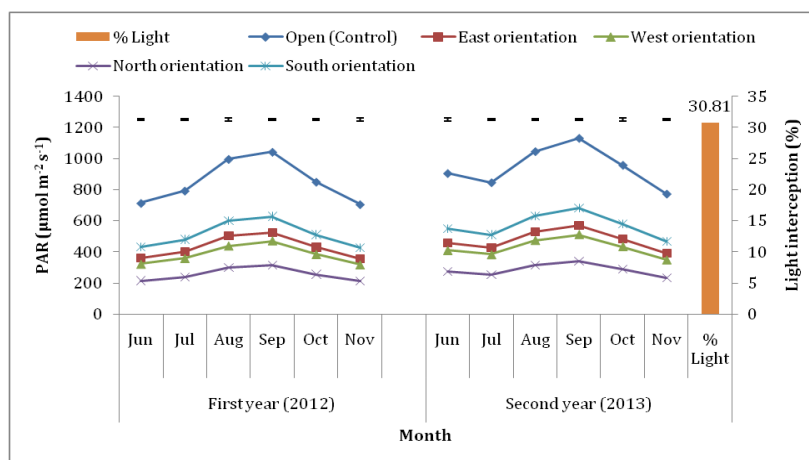 % Light
Open (Control)
East orientation
West orientation
North orientation
South orientation
PAR (µmol m⁻² s⁻¹)
1400
1200
1000
800
600
400
200
0
30.81
35
30
25
20
15
10
5
0
Light interception (%)
Jun Jul Aug Sep Oct Nov Jun Jul Aug Sep Oct Nov %
Light
First year (2012) Second year (2013)
Month